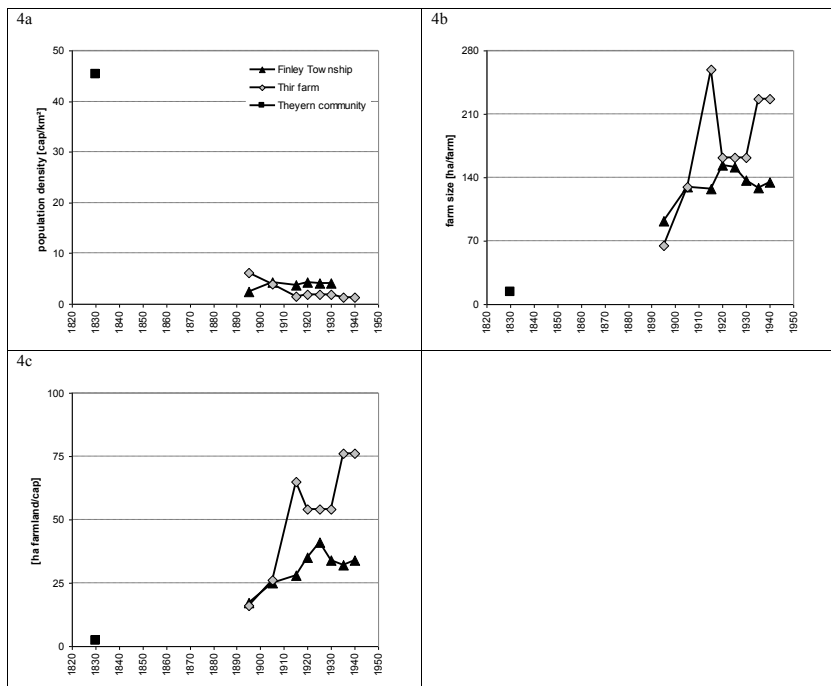 4a
50
40
30
20
10
0
population density [cap/km²]
Finley Township
Thir farm
Theyern community
1820 1830 1840 1850 1860 1870 1880 1890 1900 1910 1920 1930 1940 1950
4b
280
210
140
70
0
farm size [ha/farm]
1820 1830 1840 1850 1860 1870 1880 1890 1900 1910 1920 1930 1940 1950
4c
100
75
50
25
0
[ha farmland/cap]
1820 1830 1840 1850 1860 1870 1880 1890 1900 1910 1920 1930 1940 1950